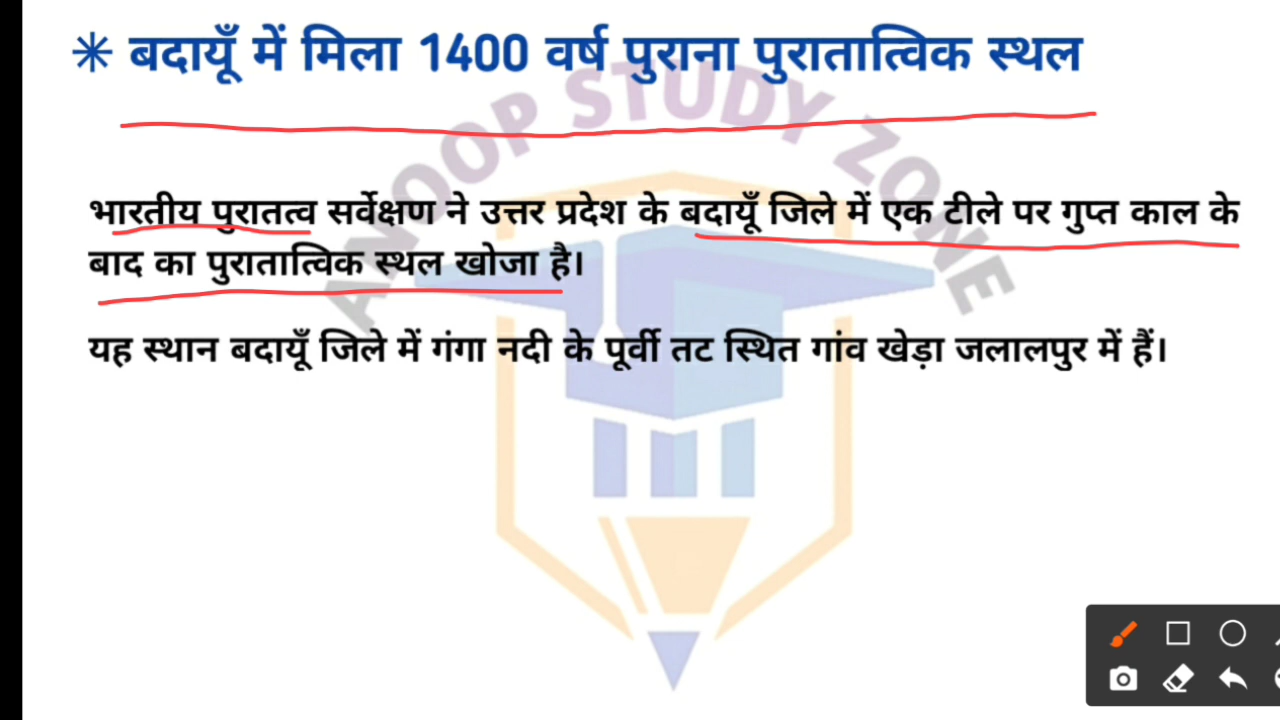 * बदायूँ में मिला 1400 वर्ष पुराना पुरातात्विक स्थल
ANOOP STUDY ZONE
भारतीय पुरातत्व सर्वेक्षण ने उत्तर प्रदेश के बदायूँ जिले में एक टीले पर गुप्त काल के
बाद का पुरातात्विक स्थल खोजा है।
यह स्थान बदायूँ जिले में गंगा नदी के पूर्वी तट स्थित गांव खेड़ा जलालपुर में हैं।